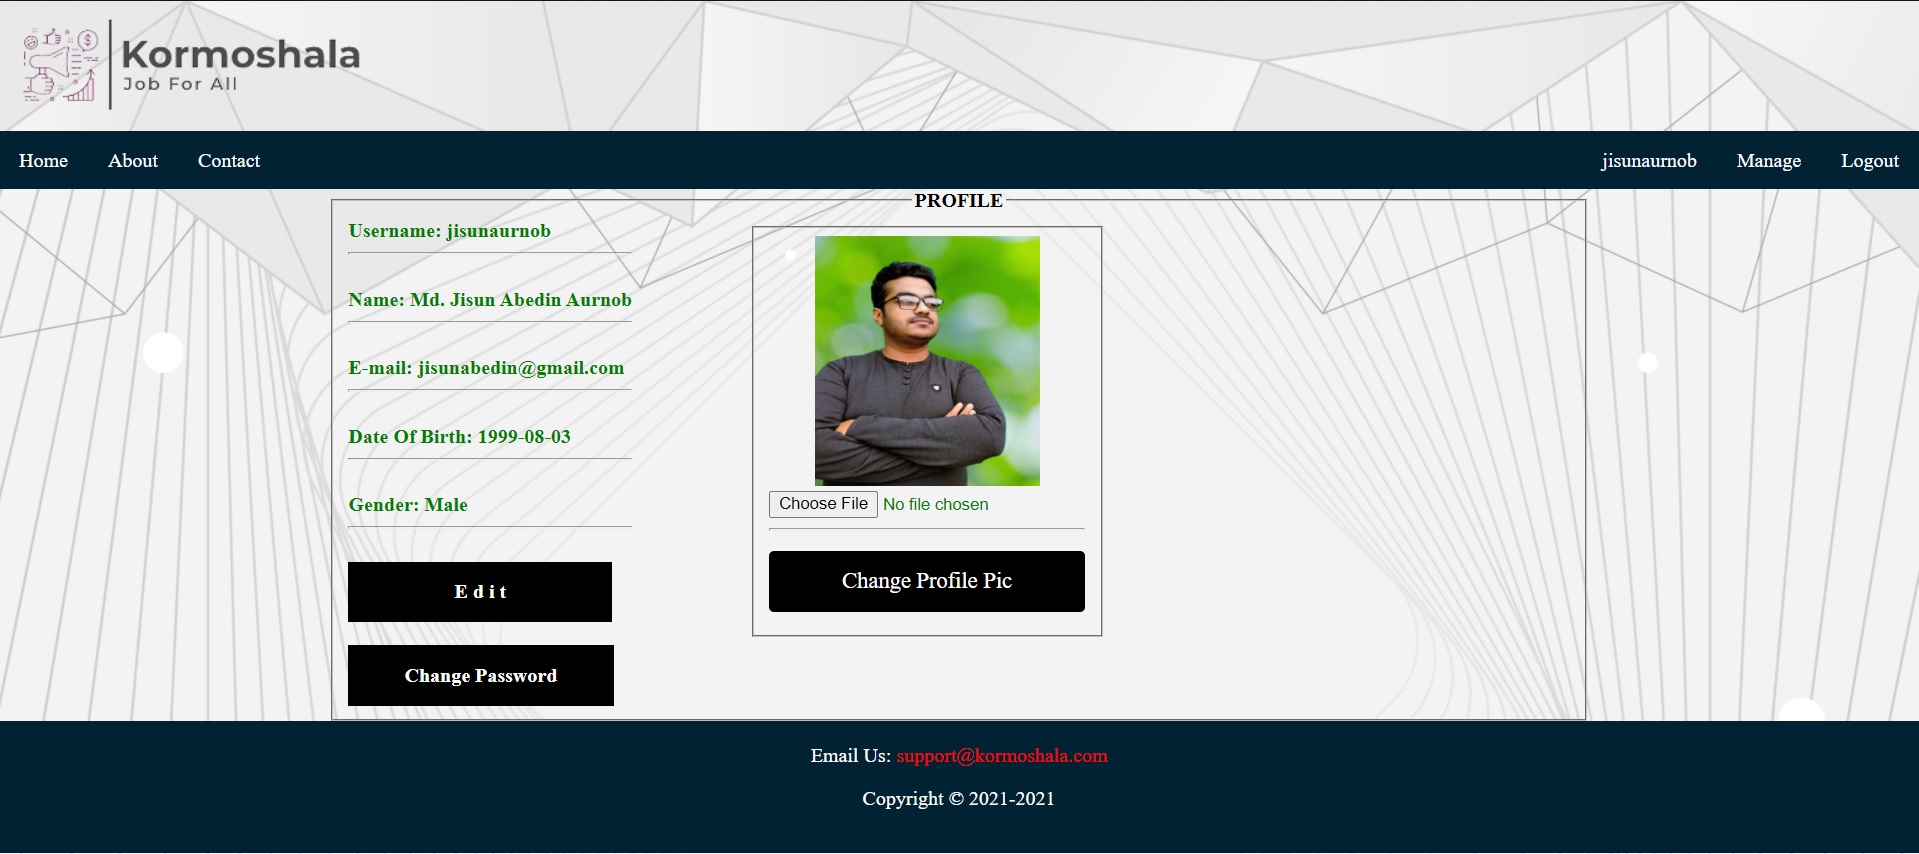 Kormoshala
Job For All
Home About Contact jisunaurnob Manage Logout
PROFILE
Username: jisunaurnob
Name: Md. Jisun Abedin Aurnob
E-mail: jisunabedin@gmail.com
Date Of Birth: 1999-08-03
Gender: Male
E d i t
Change Password
Choose File No file chosen
Change Profile Pic
Email Us: support@kormoshala.com
Copyright © 2021-2021